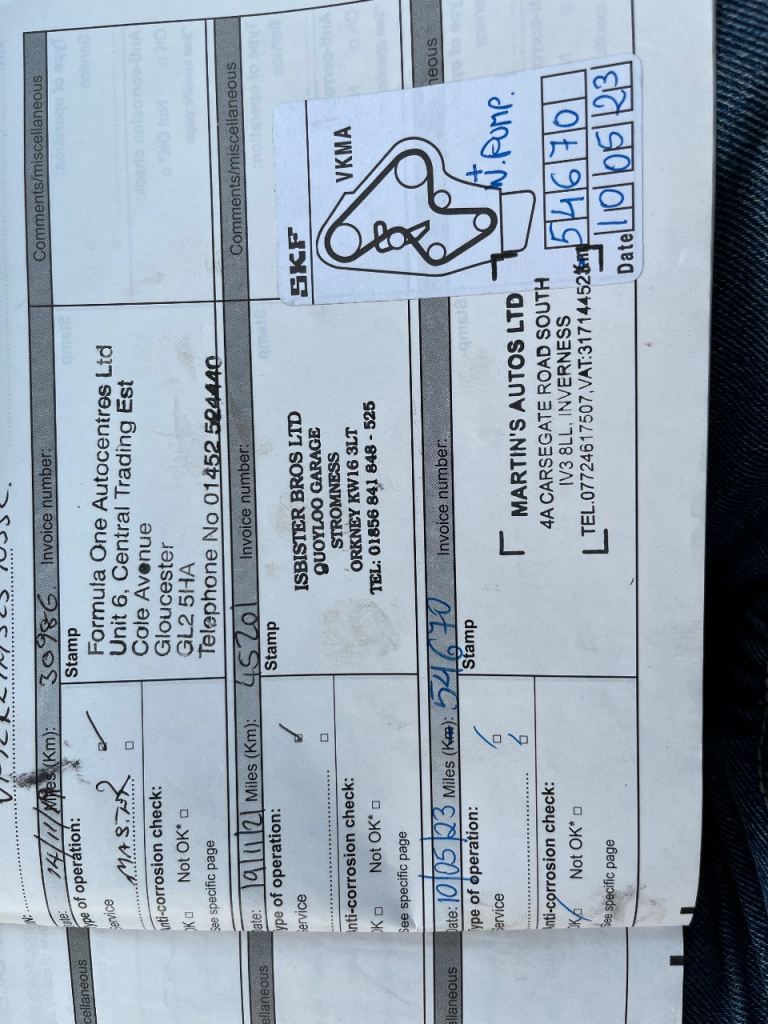 Date: 14/11/ Miles (Km): 30986 Invoice number: Comments/miscellaneous
Type of operation:
Service
MASTER
Anti-corrosion check:
OK Not OK*
*See specific page
Stamp
Formula One Autocentres Ltd
Unit 6, Central Trading Est
Cole Avenue
Gloucester
GL2 5HA
Telephone No 01452 524440
Date: 19/11/21 Miles (Km): 45201 Invoice number: Comments/miscellaneous
Type of operation:
Service
Anti-corrosion check:
OK Not OK*
*See specific page
Stamp
ISBISTER BROS LTD
QUOYLOO GARAGE
STROMNESS
ORKNEY KW16 3LT
TEL: 01856 841 848 - 525
Date: 10/05/23 Miles (Km): 54670 Invoice number:
Type of operation:
Service
Anti-corrosion check:
OK Not OK*
*See specific page
Stamp
MARTIN'S AUTOS LTD
4A CARSEGATE ROAD SOUTH
IV3 8LL. INVERNESS
TEL.07724617507,VAT:31714452
SKF
VKMA
+
W. PUMP.
54670
km
Date 10 05 23